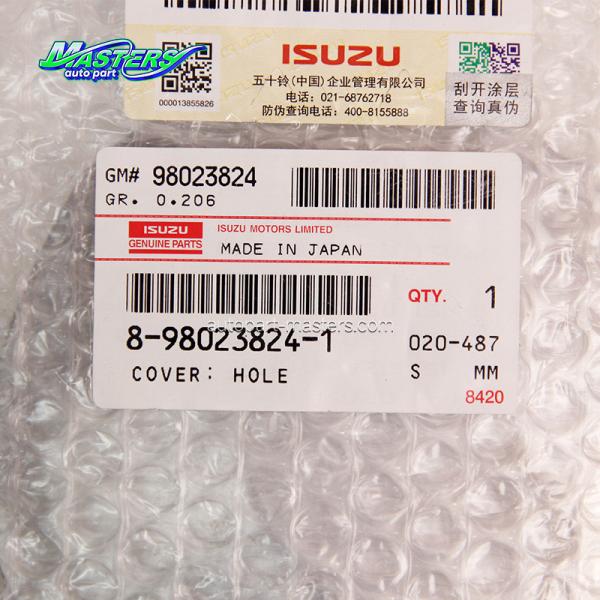 MASTERS
auto part
ISUZU
五十铃(中国)企业管理有限公司
电话: 021-68762718
防伪查询电话: 400-8155888
000013855826
刮开涂层
查询真伪
GM# 98023824
GR. 0.206
ISUZU
GENUINE PARTS
ISUZU MOTORS LIMITED
MADE IN JAPAN
QTY. 1
autopart-masters.com
8-98023824-1
020-487
COVER: HOLE
S MM
8420